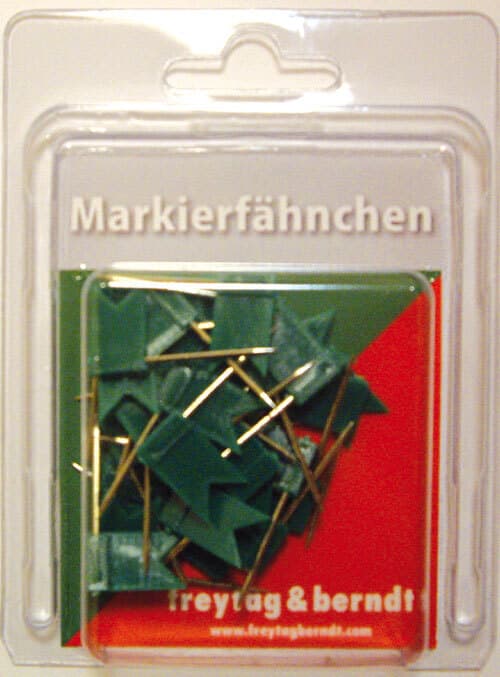 Markierfähnchen
freytag & berndt
www.freytagberndt.com